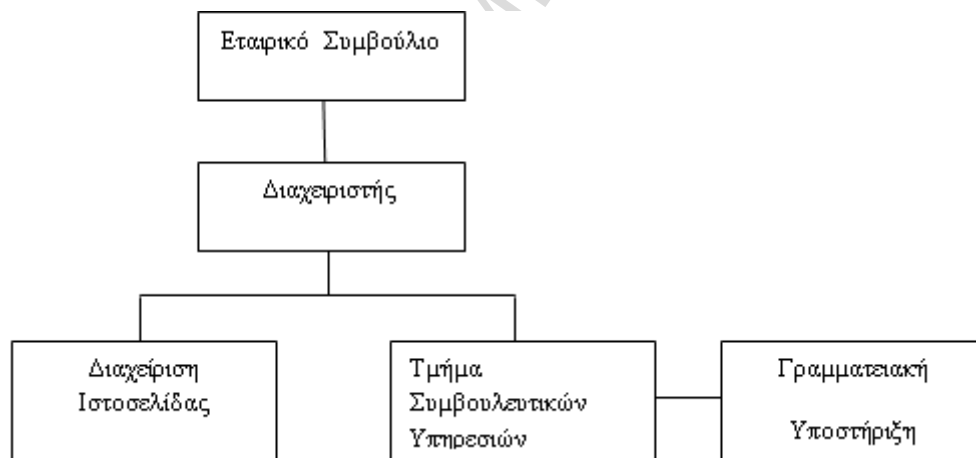 Εταιρικό Συμβούλιο
Διαχειριστής
Διαχείριση
Ιστοσελίδας
Τμήμα
Συμβουλευτικών
Υπηρεσιών
Γραμματειακή
Υποστήριξη